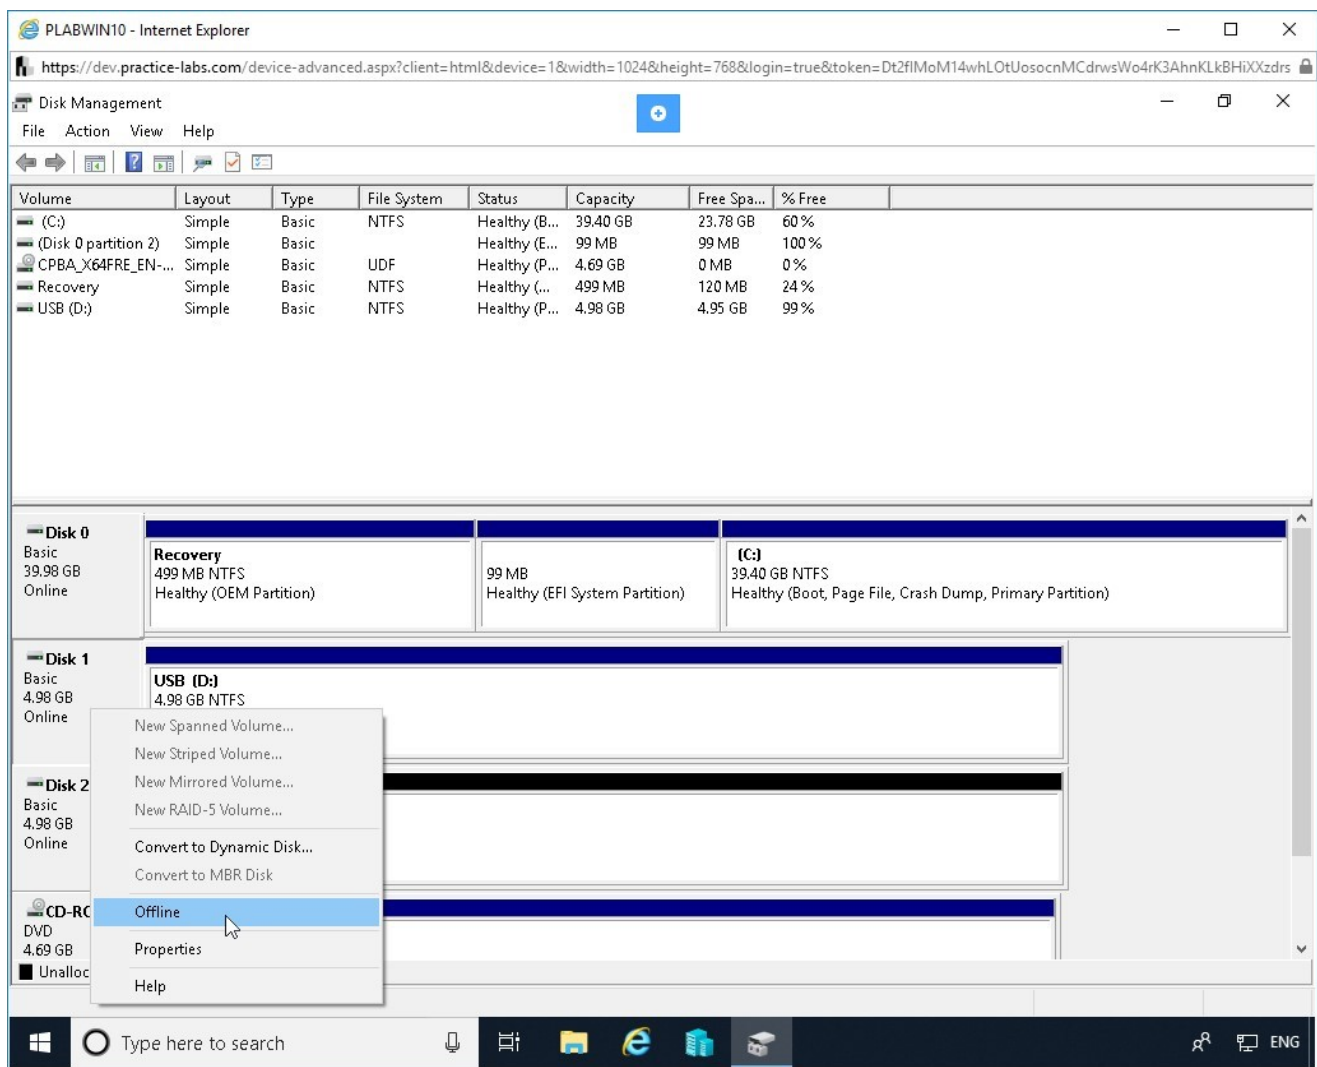 PLABWIN10 - Internet Explorer
https://dev.practice-labs.com/device-advanced.aspx?client=html&device=1&width=1024&height=768&login=true&token=Dt2fIMoM14whLOtUosocnMCdrwsWo4rK3AhnKLkBHiXXzdrs
Disk Management
File Action View Help
Volume Layout Type File System Status Capacity Free Spa... % Free
(C:) Simple Basic NTFS Healthy (B... 39.40 GB 23.78 GB 60 %
(Disk 0 partition 2) Simple Basic Healthy (E... 99 MB 99 MB 100 %
CPBA_X64FRE_EN-... Simple Basic UDF Healthy (P... 4.69 GB 0 MB 0 %
Recovery Simple Basic NTFS Healthy (... 499 MB 120 MB 24 %
USB (D:) Simple Basic NTFS Healthy (P... 4.98 GB 4.95 GB 99 %
Disk 0
Basic
39.98 GB
Online
Recovery
499 MB NTFS
Healthy (OEM Partition)
99 MB
Healthy (EFI System Partition)
(C:)
39.40 GB NTFS
Healthy (Boot, Page File, Crash Dump, Primary Partition)
Disk 1
Basic
4.98 GB
Online
USB (D:)
4.98 GB NTFS
Disk 2
Basic
4.98 GB
Online
CD-RO
DVD
4.69 GB
Unalloc
New Spanned Volume...
New Striped Volume...
New Mirrored Volume...
New RAID-5 Volume...
Convert to Dynamic Disk...
Convert to MBR Disk
Offline
Properties
Help
Type here to search
ENG